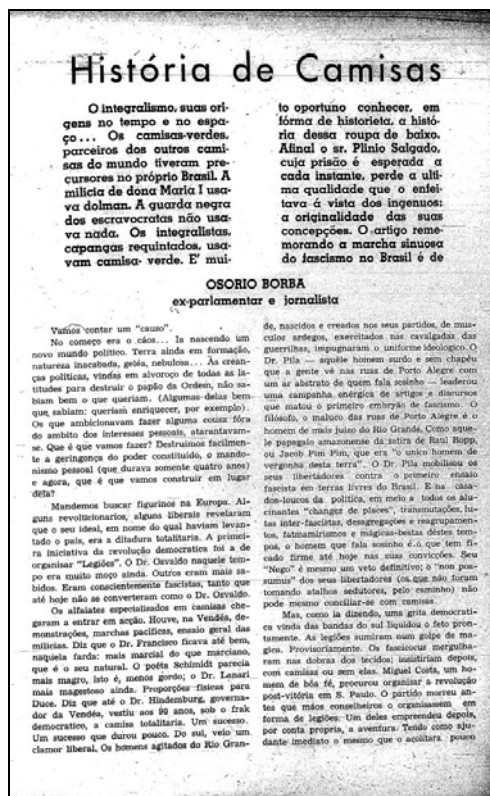 História de Camisas
O integralismo, suas ori-
gens no tempo e no espa-
ço... Os camisas-verdes,
parceiros dos outros cami-
sas do mundo tiveram pre-
cursores no próprio Brasil. A
milicia de dona Maria I usa-
va dolman. A guarda negra
dos escravocratas não usa-
va nada. Os integralistas,
capangas requintados, usa-
vam camisa- verde. E' mui-
to oportuno conhecer, em
fórma de historieta, a histó-
ria dessa roupa de baixo.
Afinal o sr. Plinio Salgado,
cuja prisão é esperada a
cada instante, perde a ulti-
ma qualidade que o enfei-
tava á vista dos ingenuos:
a originalidade das suas
concepções. O artigo reme-
morando a marcha sinuosa
do fascismo no Brasil é de
OSORIO BORBA
ex-parlamentar e jornalista
Vamos contar um "causo".
No começo era o cáos... Ia nascendo um
novo mundo político. Terra ainda em formação,
natureza inacabada, geléa, nebulosa... As crean-
ças políticas, vindas em alvoroço de todas as la-
titudes para destruir o papão da Ordem, não sa-
biam bem o que queriam. (Algumas delas bem
que sabiam: queriam enriquecer, por exemplo).
Os que ambicionavam fazer alguma cousa fóra
do ambito dos interesses pessoais, atarantavam-
se. Que é que vamos fazer? Destruimos facilmen-
te a geringonça do poder constituido, o mando-
nismo pessoal (que durava somente quatro anos)
e agora, que é que vamos construir em lugar
dela?
Mandemos buscar figurinos na Europa. Al-
guns revolucionarios, alguns liberais revelaram
que o seu ideal, em nome do qual haviam levan-
tado o país, era a ditadura totalitaria. A primei-
ra iniciativa da revolução democratica foi a de
organisar "Legiões". O Dr. Osvaldo naquele tem-
po era muito moço ainda. Outros eram mais sa-
bidos. Eram conscientemente fascistas, tanto que
até hoje não se converteram como o Dr. Osvaldo.
Os alfaiates especialisados em camisas che-
garam a entrar em acção. Houve, na Vendéa, de-
monstrações, marchas pacificas, ensaio geral das
milicias. Diz que o Dr. Francisco ficava até bem,
naquela farda: mais marcial do que marciano,
que é o seu natural. O poéta Schimidt parecia
mais magro, isto é, menos gordo; o Dr. Lanari
mais magestoso ainda. Proporções fisicas para
Duce. Diz que até o Dr. Hindemburg, governa-
dor da Vendéa, vestiu aos 90 anos, sob o frak
democratico, a camisa totalitaria. Um sucesso.
Um sucesso que durou pouco. Do sul, veio um
clamor liberal. Os homens agitados do Rio Gran-
de, nascidos e creados nos seus partidos, de mus-
culos ardegos, exercitados nas cavalgadas das
guerrilhas, impugnaram o uniforme ideologico. O
Dr. Pila — aquêle homem surdo e sem chapéu
que a gente vê nas ruas de Porto Alegre com
um ar abstrato de quem fala sosinho — leaderou
uma campanha energica de artigos e discursos
que matou o primeiro embrião de fascismo. O
filósofo, o maluco das ruas de Porto Alegre é o
homem de mais juizo do Rio Grande. Como aque-
le papagaio amazonense da satira de Raul Bopp,
ou Jacob Pim Pim, que era "o unico homem de
vergonha desta terra". O Dr. Pila mobilisou os
seus libertadores contra o primeiro ensaio
fascista em terras livres do Brasil. E na casa-
dos-loucos da politica, em meio a todos os alu-
cinantes "changez de places", transmutações, lu-
tas inter-fascistas, desagregações e reagrupamen-
tos, fatmamirismos e mágicas-bestas dêstes tem-
pos, o homem que fala sosinho é o que tem fi-
cado firme até hoje nas suas convicções. Seu
"Nego" é mesmo um veto definitivo; o "non pos-
sumus" dos seus libertadores (os que não foram
tomando atalhos sedutores, pelo caminho) não
pode mesmo conciliar-se com camisas.
Mas, como ia dizendo, uma grita democrati-
ca vinda das bandas do sul liquidou o feto pron-
tamente. As legiões sumiram num golpe de ma-
gica. Provisoriamente. Os fascicocus mergulha-
ram nas dobras dos tecidos; insistiriam depois,
com camisas ou sem elas. Miguel Costa, um ho-
mem de bôa fé, procurou organisar a revolução
post-vitória em S. Paulo. O partido morreu an-
tes que mãos conselheiros o organisassem em
forma de legiões. Um deles empreendeu depois,
por conta propria, a aventura. Tendo como aju-
dante imediato o mesmo que o acolitara pouco